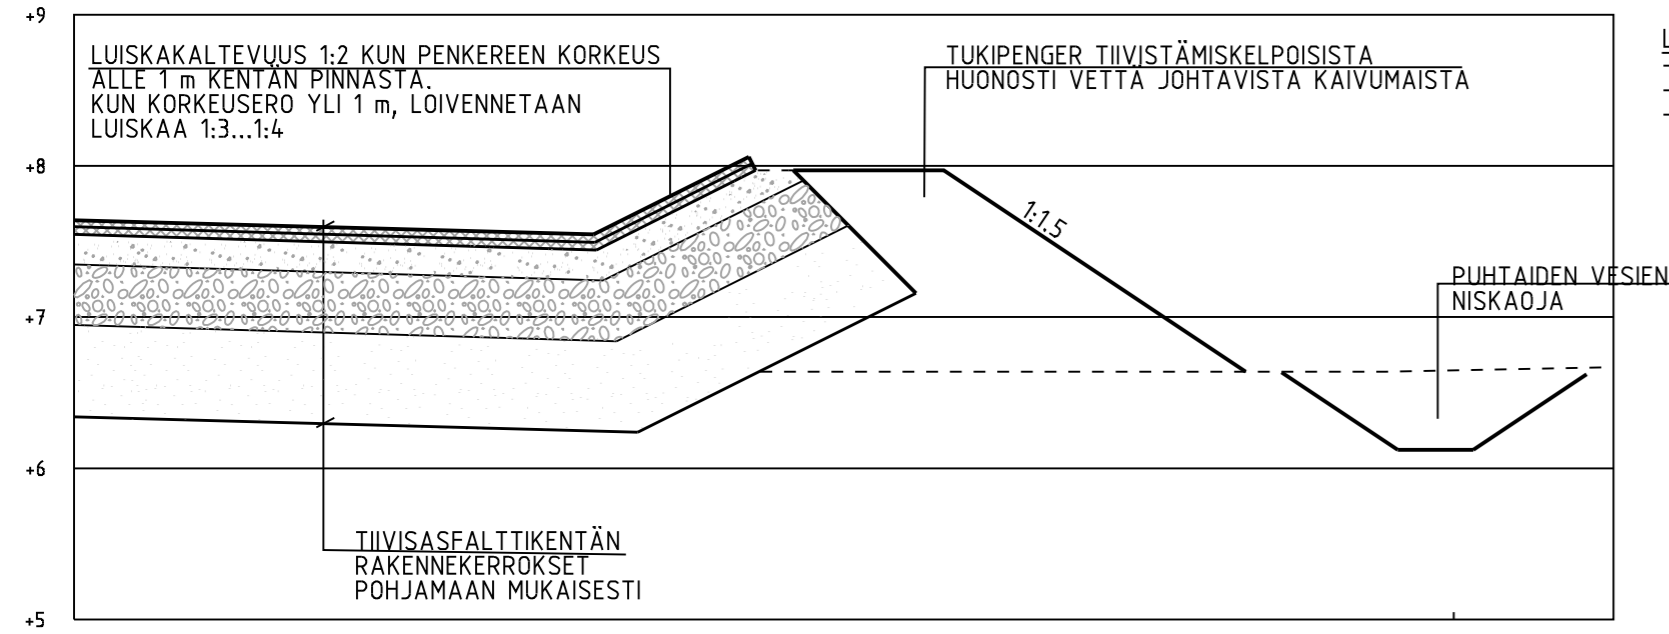 +9
LUISKAKALTEVUUS 1:2 KUN PENKEREEN KORKEUS
ALLE 1 m KENTÄN PINNASTA.
KUN KORKEUSERO YLI 1 m, LOIVENNETAAN
LUISKAA 1:3...1:4
TUKIPENGER TIIVISTÄMISKELPOISISTA
HUONOSTI VETTÄ JOHTAVISTA KAIVUMAISTA
+8
1:1.5
PUHTAIDEN VESIEN
NISKAOJA
+7
+6
TIIVISASFALTTIKENTÄN
RAKENNEKERROKSET
POHJAMAAN MUKAISESTI
+5